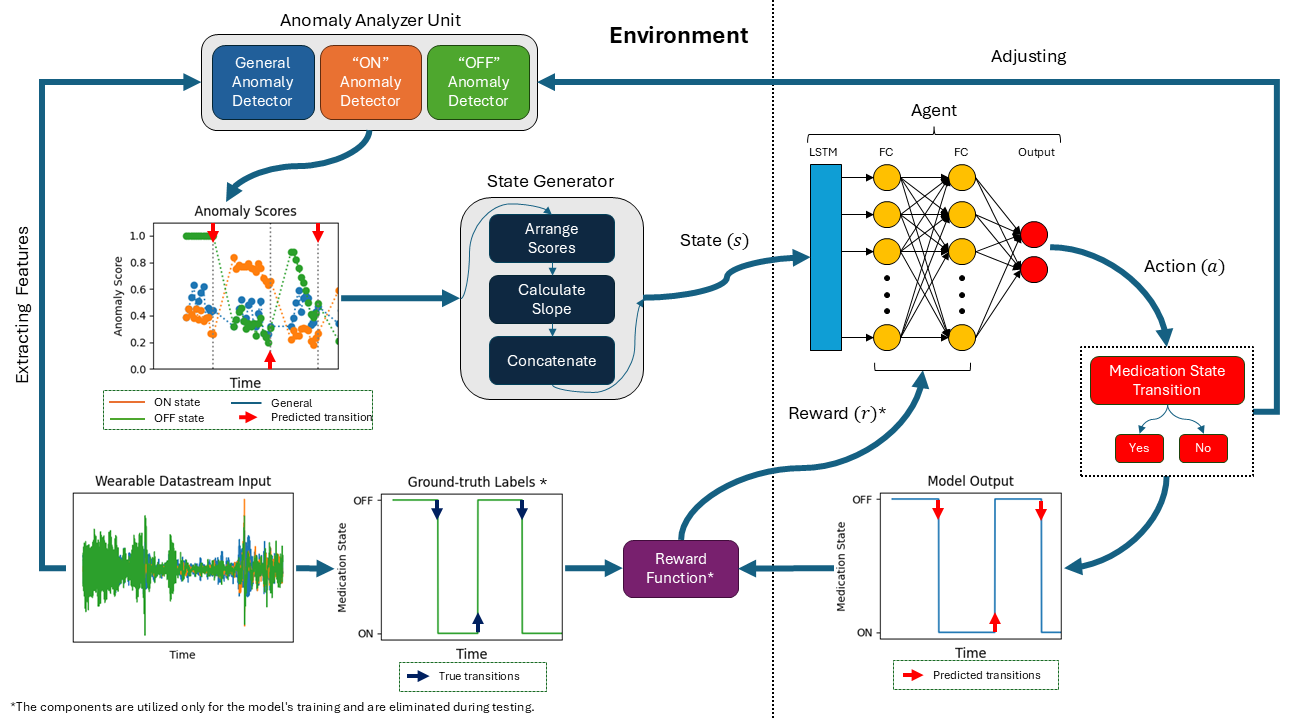 Anomaly Analyzer Unit
Environment
General
Anomaly
Detector
“ON”
Anomaly
Detector
“OFF”
Anomaly
Detector
Adjusting
Agent
LSTM
FC
FC
Output
Extracting Features
State Generator
Arrange
Scores
Calculate
Slope
Concatenate
State (s)
Action (a)
Anomaly Scores
Anomaly Score
1.0
0.8
0.6
0.4
0.2
0.0
Time
ON state
General
OFF state
Predicted transition
Medication State
Transition
Yes
No
Reward (r)*
Wearable Datastream Input
Time
Ground-truth Labels *
Medication State
OFF
ON
Time
True transitions
Reward
Function*
Model Output
Medication State
OFF
ON
Time
Predicted transitions
*The components are utilized only for the model's training and are eliminated during testing.